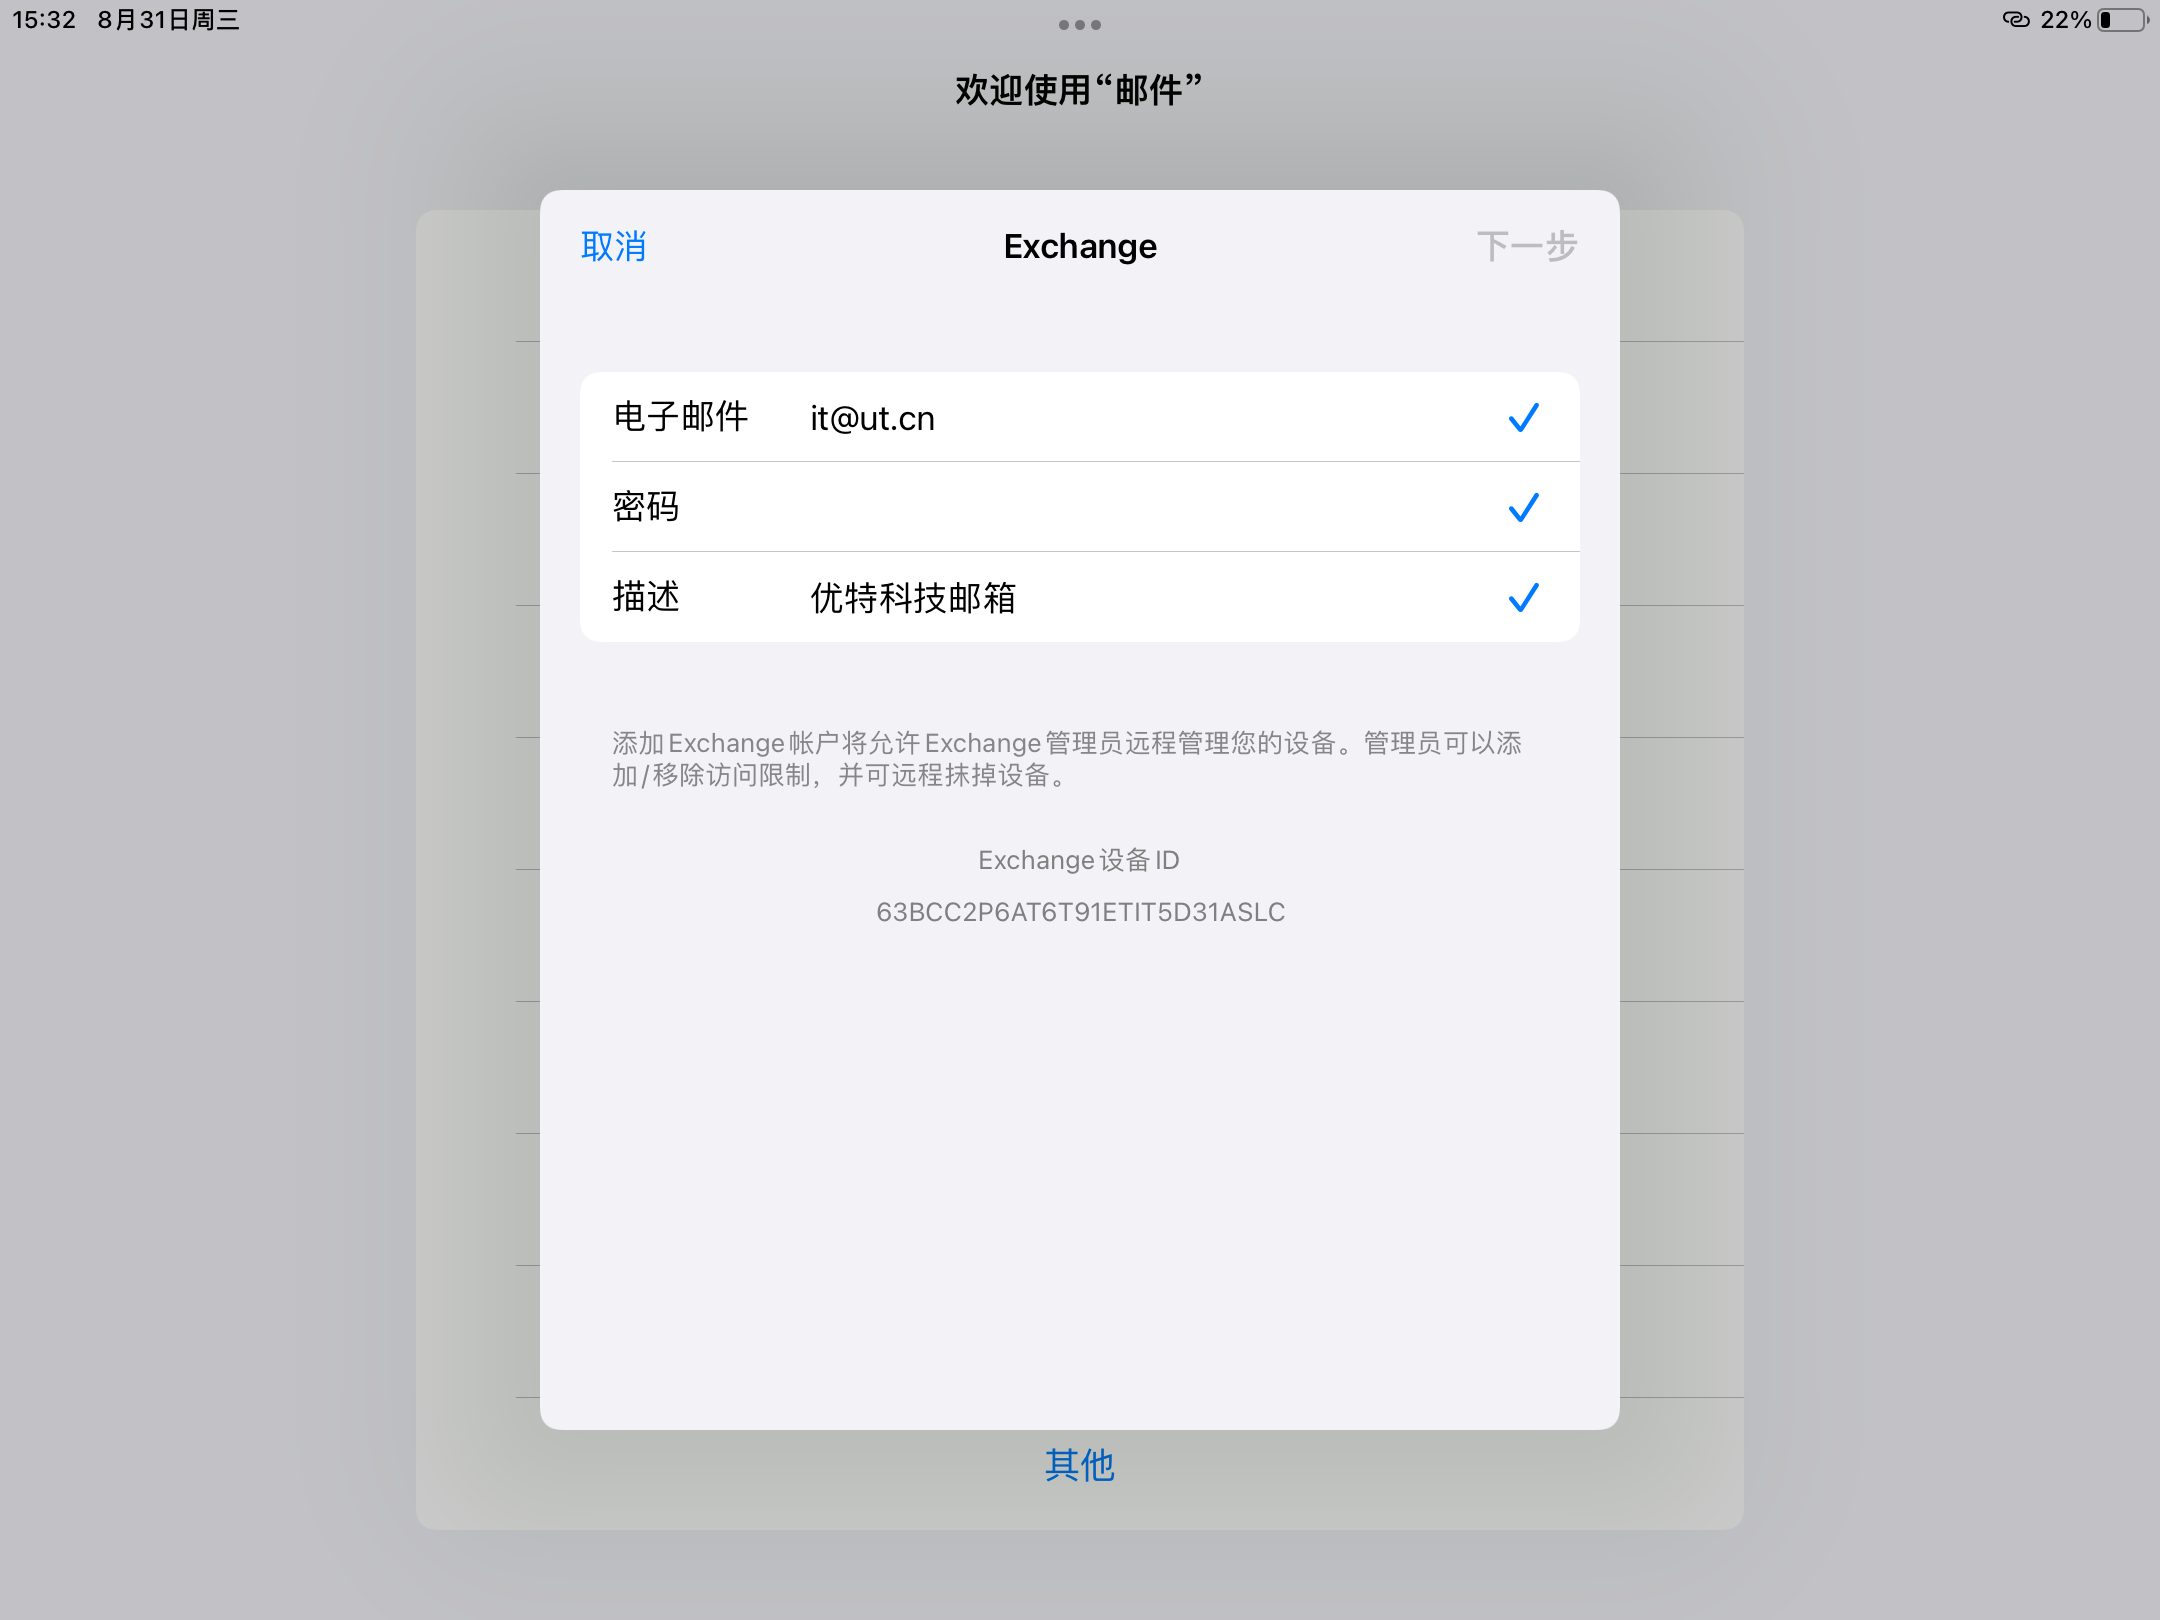 15:32 8月31日周三
22%
欢迎使用“邮件”
取消
Exchange
下一步
电子邮件 it@ut.cn
密码
描述 优特科技邮箱
添加Exchange帐户将允许Exchange管理员远程管理您的设备。管理员可以添
加/移除访问限制，并可远程抹掉设备。
Exchange设备ID
63BCC2P6AT6T91ETIT5D31ASLC
其他